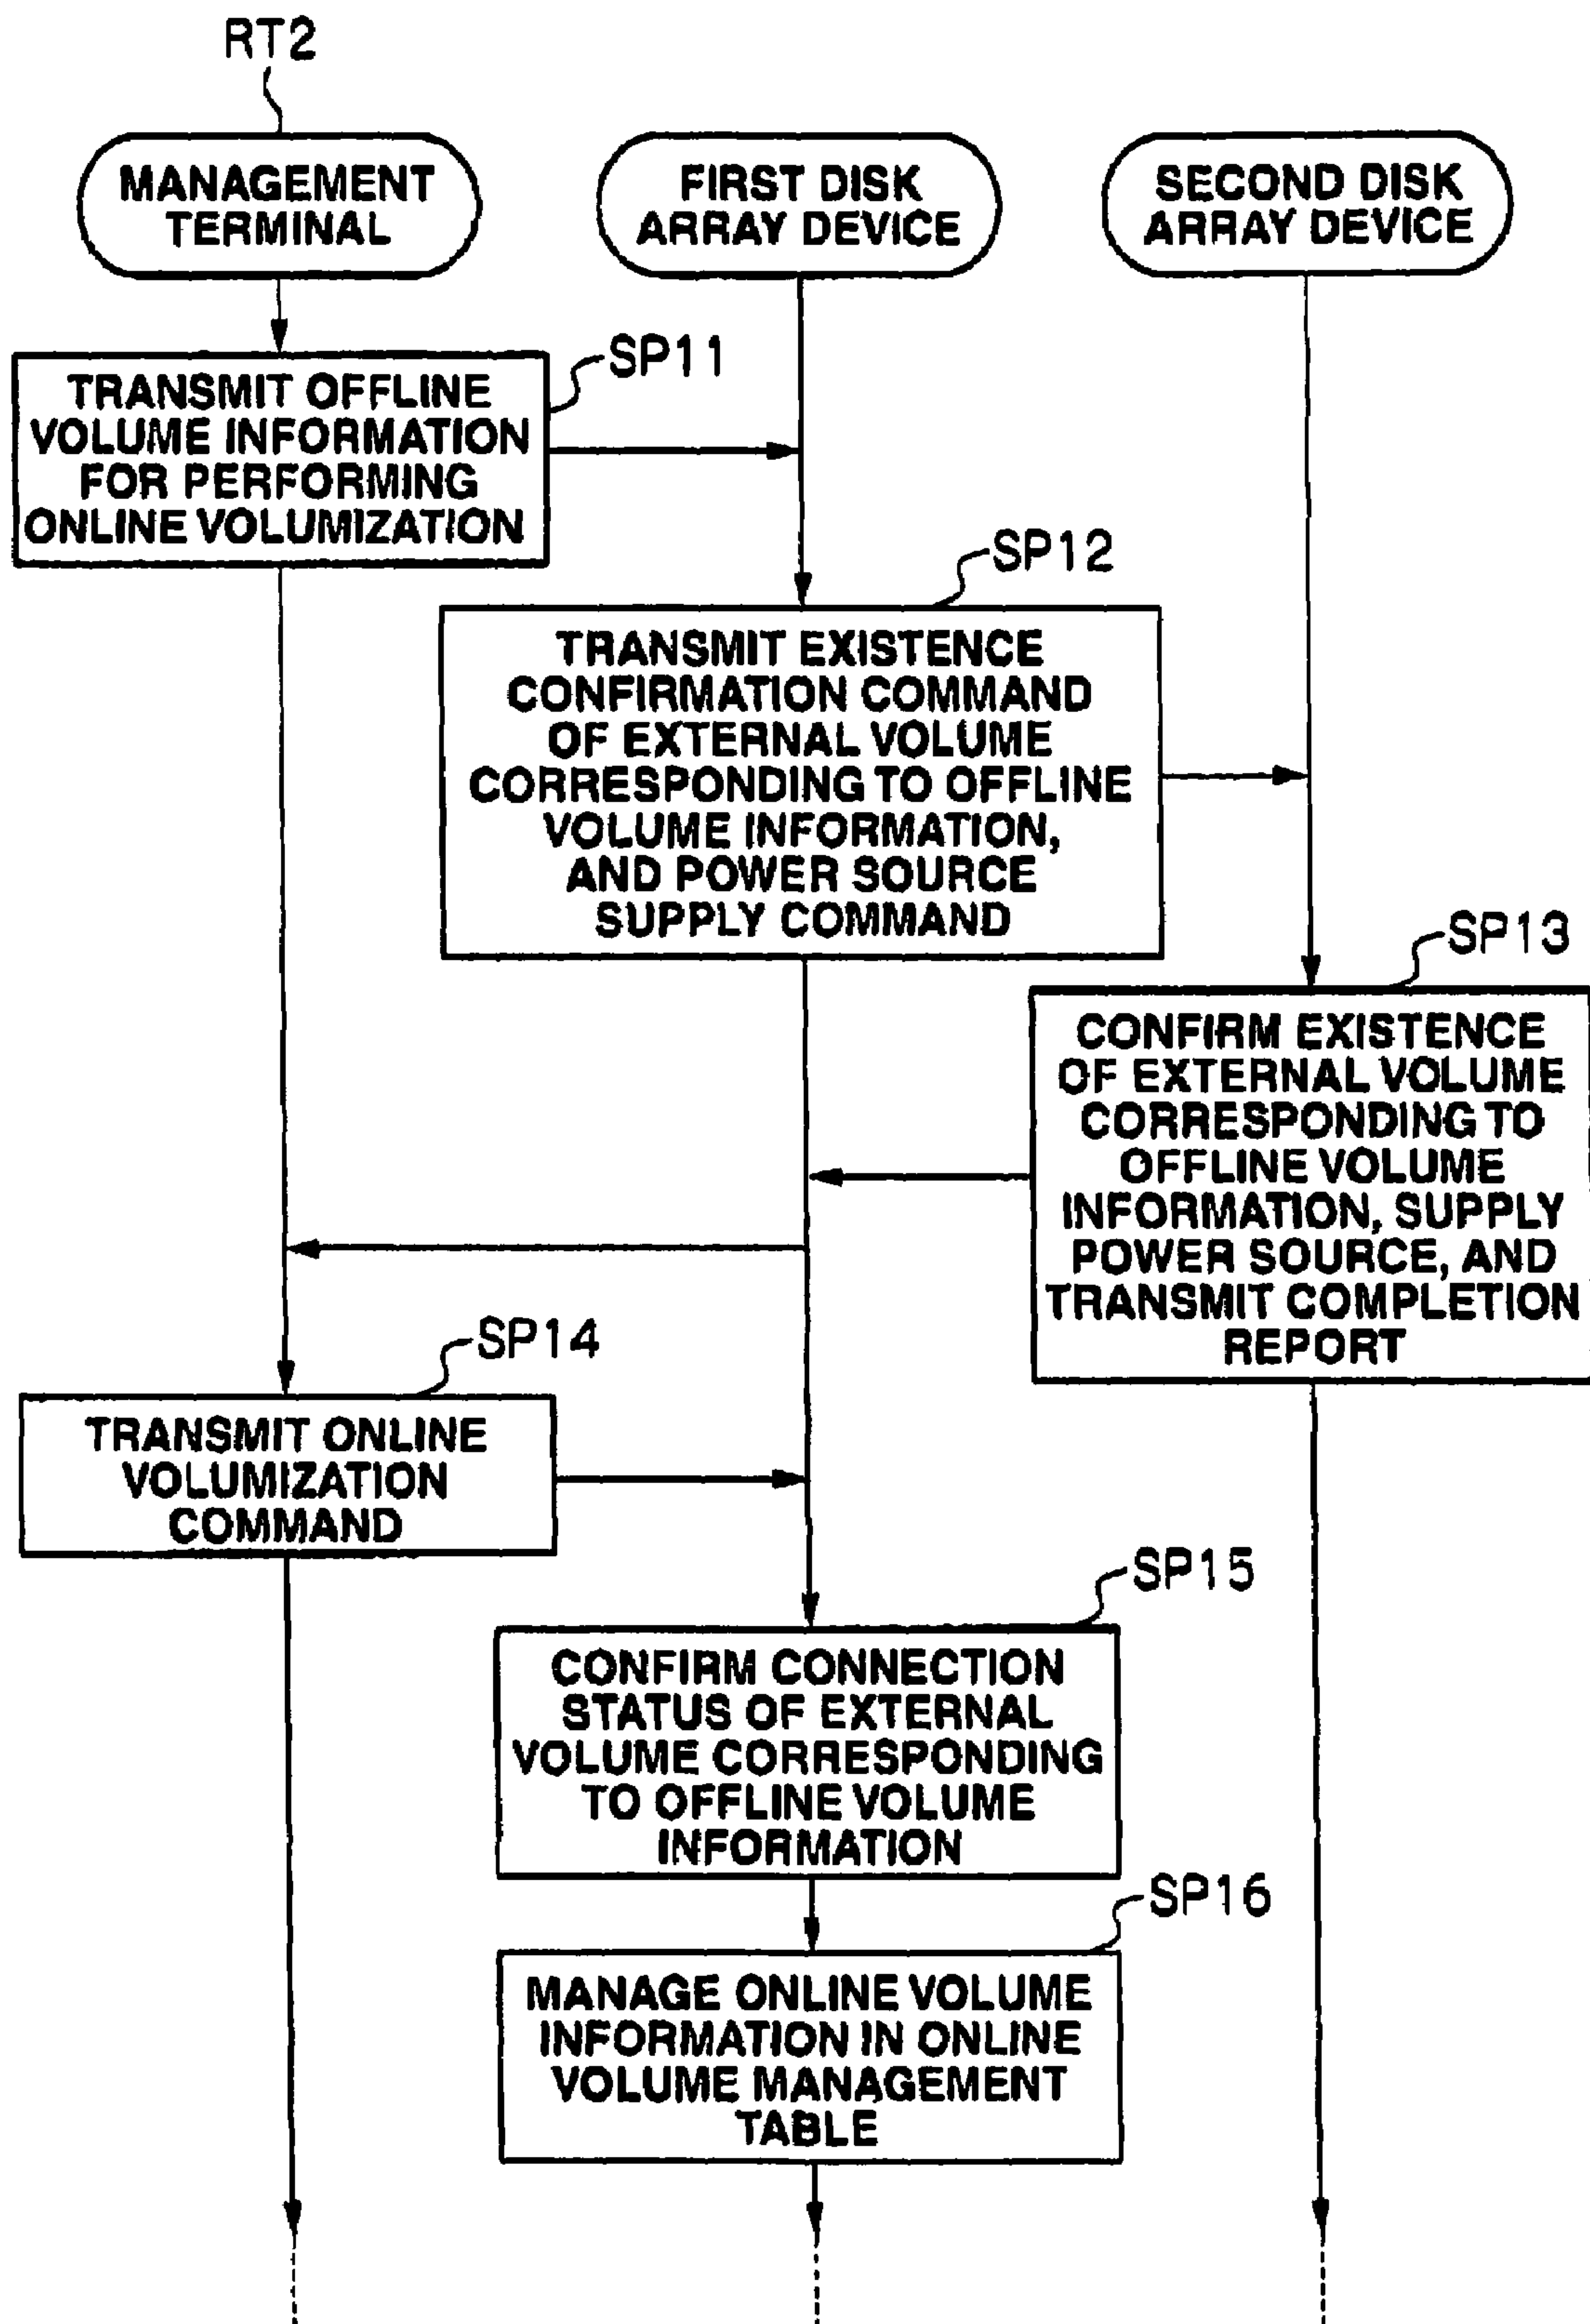 RT2
MANAGEMENT
TERMINAL
FIRST DISK
ARRAY DEVICE
SECOND DISK
ARRAY DEVICE
SP11
TRANSMIT OFFLINE
VOLUME INFORMATION
FOR PERFORMING
ONLINE VOLUMIZATION
SP12
TRANSMIT EXISTENCE
CONFIRMATION COMMAND
OF EXTERNAL VOLUME
CORRESPONDING TO OFFLINE
VOLUME INFORMATION,
AND POWER SOURCE
SUPPLY COMMAND
SP13
CONFIRM EXISTENCE
OF EXTERNAL VOLUME
CORRESPONDING TO
OFFLINE VOLUME
INFORMATION, SUPPLY
POWER SOURCE, AND
TRANSMIT COMPLETION
REPORT
SP14
TRANSMIT ONLINE
VOLUMIZATION
COMMAND
SP15
CONFIRM CONNECTION
STATUS OF EXTERNAL
VOLUME CORRESPONDING
TO OFFLINE VOLUME
INFORMATION
SP16
MANAGE ONLINE VOLUME
INFORMATION IN ONLINE
VOLUME MANAGEMENT
TABLE